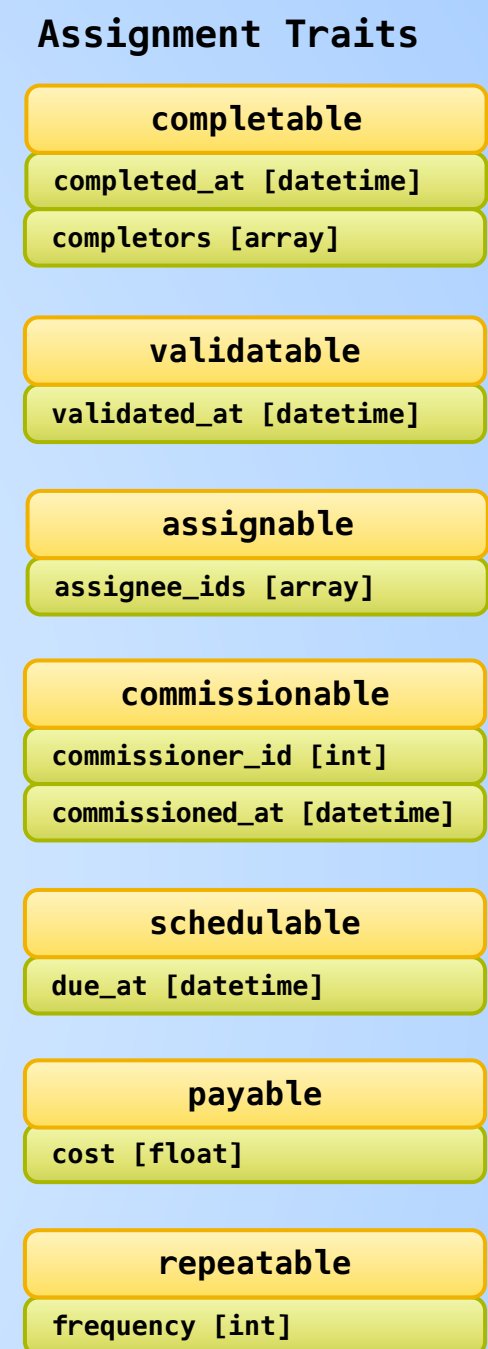 Assignment Traits
completable
completed_at [datetime]
completors [array]
validatable
validated_at [datetime]
assignable
assignee_ids [array]
commissionable
commissioner_id [int]
commissioned_at [datetime]
schedulable
due_at [datetime]
payable
cost [float]
repeatable
frequency [int]